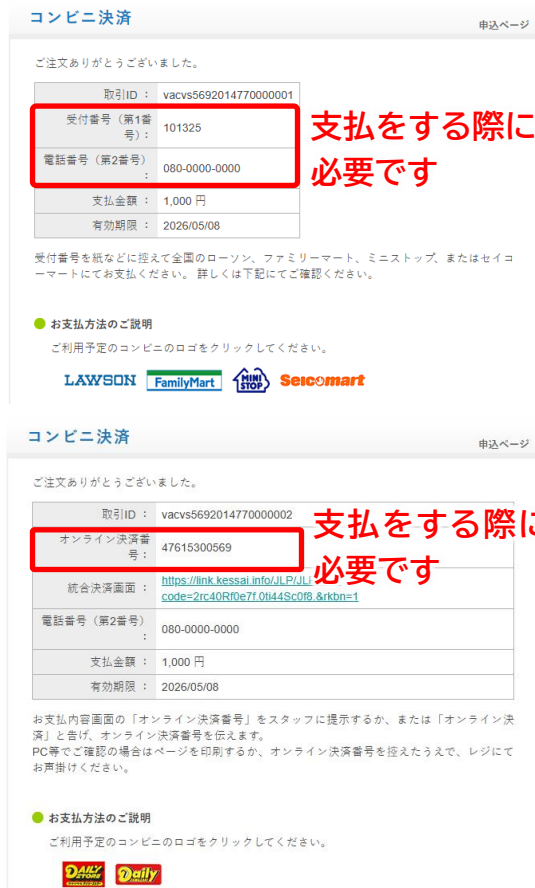 コンビニ決済
申込ページ
ご注文ありがとうござい ました。
取引ID ： vacvs5692014770000001
受付番号（第1番
号）： 101325
電話番号（第2番号）
： 080-0000-0000
支払金額 ： 1,000 円
有効期限 ： 2026/05/08
支払をする際に
必要です
受付番号を紙などに控えて全国のローソン、ファミリーマート、ミニストップ、またはセイコ
ーマートにてお支払ください。 詳しくは下記にてご確認ください。
お支払方法のご説明
ご利用予定のコンビニのロゴをクリックしてください。
LAWSON FamilyMart MINI STOP Seicomart
コンビニ決済
申込ページ
ご注文ありがとうござい ました。
取引ID ： vacvs5692014770000002
オンライン決済番
号： 47615300569
支払をする際に
必要です
統合決済画面 ： https://link.kessai.info/JLP/JL
code=2rc40Rf0e7f.0ti44Sc0f8.&rkbn=1
電話番号（第2番号）
： 080-0000-0000
支払金額 ： 1,000 円
有効期限 ： 2026/05/08
お支払内容画面の「オンライン決済番号」をスタッフに提示するか、または「オンライン決
済」と告げ、オンライン決済番号を伝えます。
PC等でご確認の場合はページを印刷するか、オンライン決済番号を控えたうえで、レジにて
お声掛けください。
お支払方法のご説明
ご利用予定のコンビニのロゴをクリックしてください。
DAILY STORE Daily